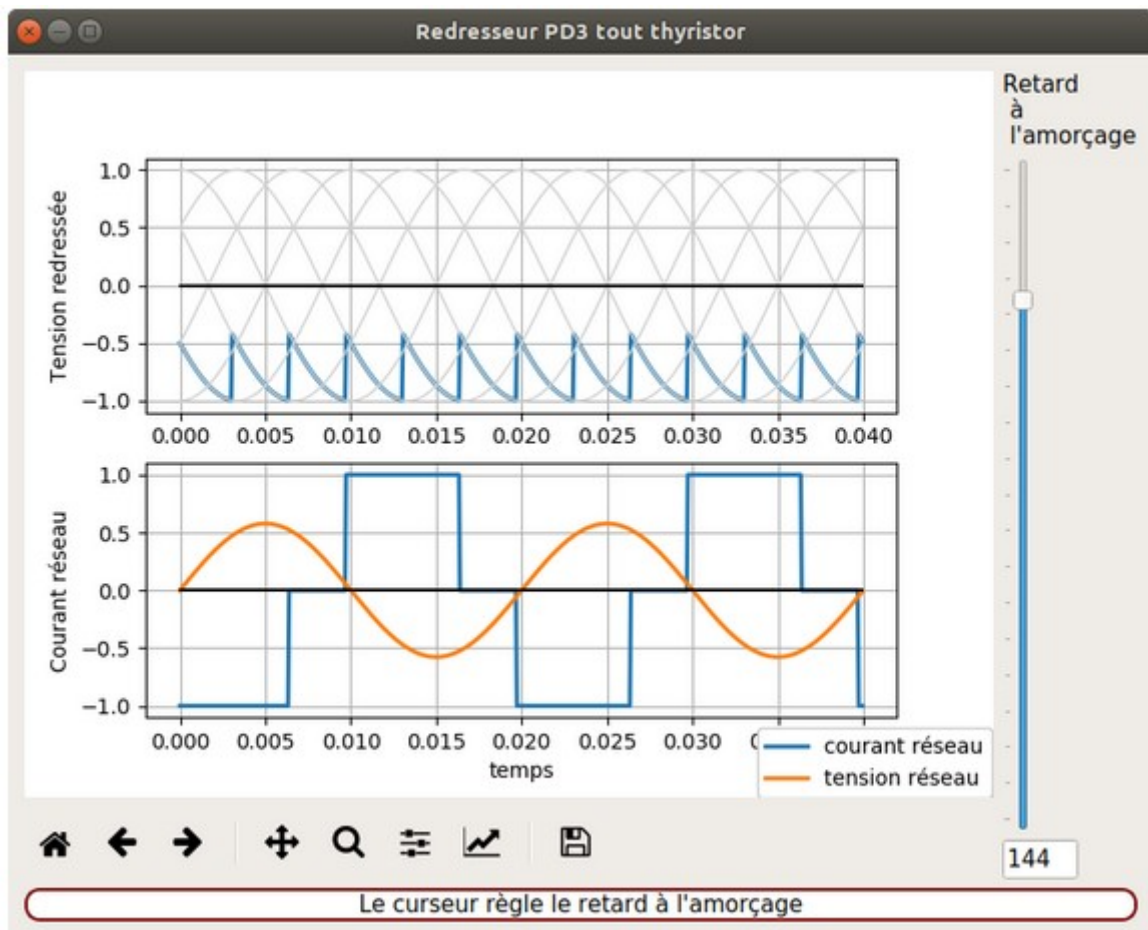 Redresseur PD3 tout thyristor
Retard
à
l'amorçage
Tension redressée
1.0
0.5
0.0
−0.5
−1.0
0.000 0.005 0.010 0.015 0.020 0.025 0.030 0.035 0.040
Courant réseau
1.0
0.5
0.0
−0.5
−1.0
0.000 0.005 0.010 0.015 0.020 0.025 0.030
temps
courant réseau
tension réseau
144
Le curseur règle le retard à l'amorçage